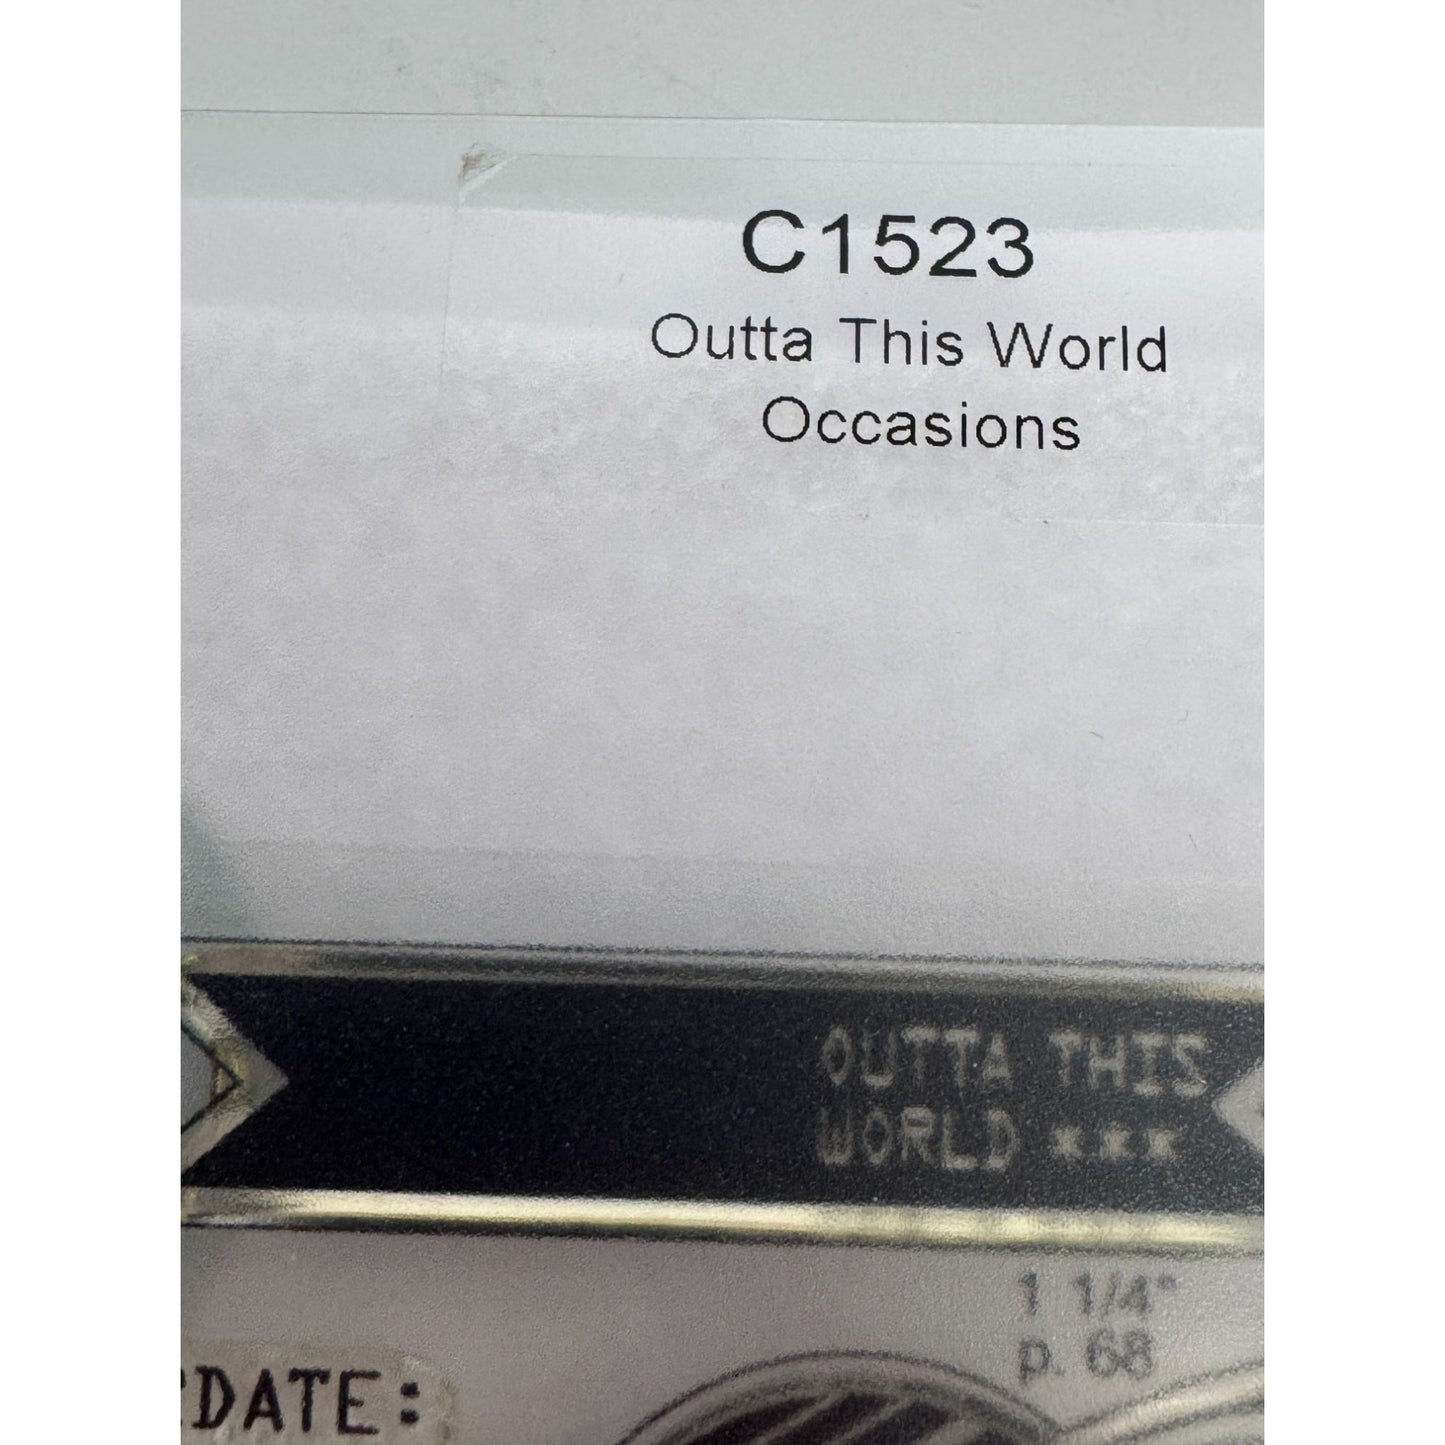 C1523
Outta This World
Occasions
OUTTA THIS
WORLD ***
1 1/4"
p. 68
DATE: